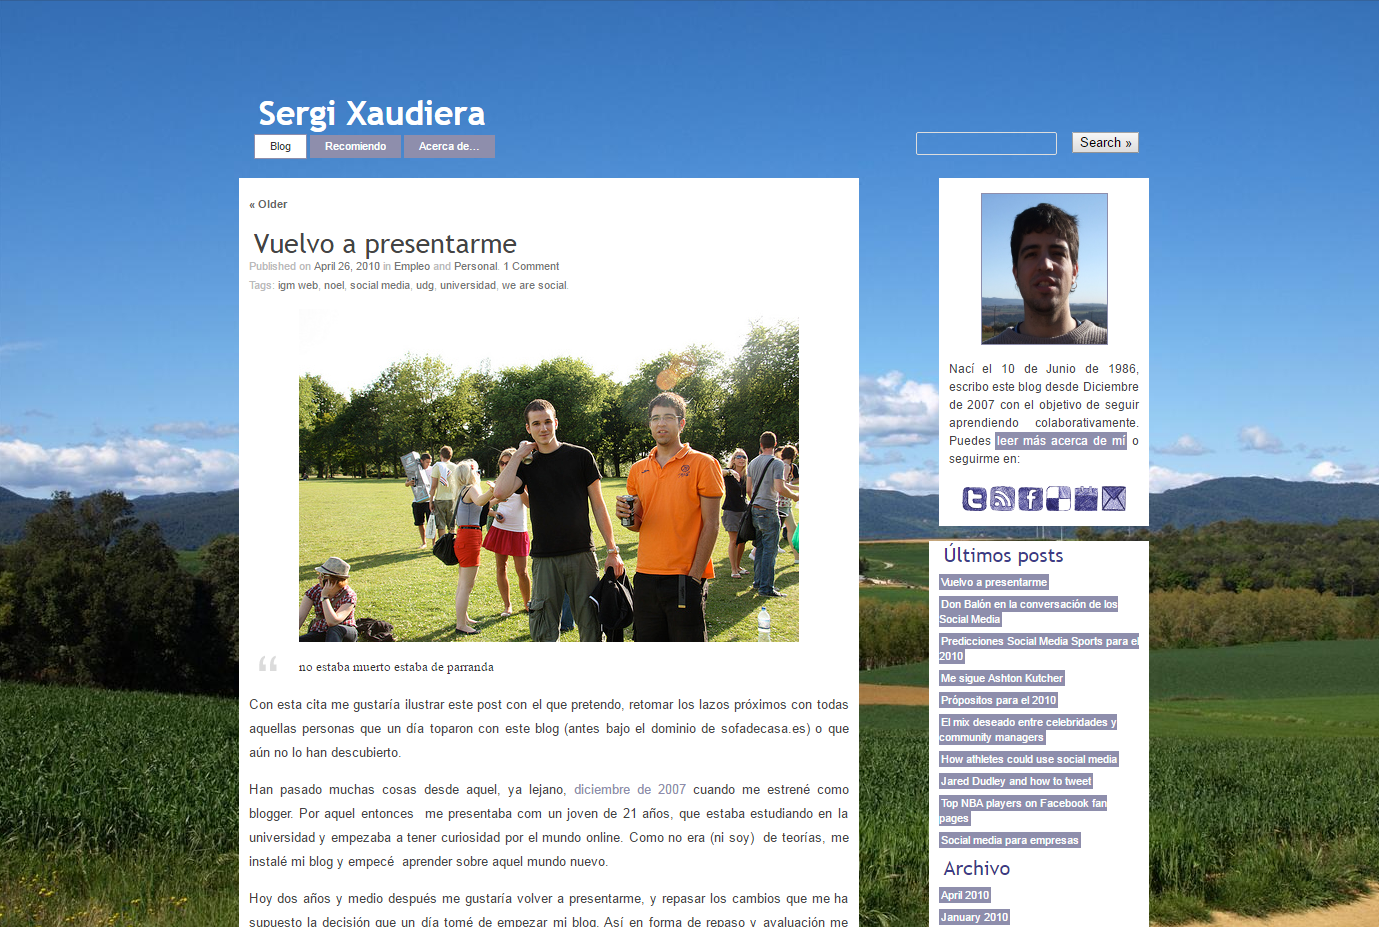 Sergi Xaudiera
Blog
Recomiendo
Acerca de...
Search »
« Older
Vuelvo a presentarme
Published on April 26, 2010 in Empleo and Personal. 1 Comment
Tags: igm web, noel, social media, udg, universidad, we are social.
“
no estaba muerto estaba de parranda
Con esta cita me gustaría ilustrar este post con el que pretendo, retomar los lazos próximos con todas
aquellas personas que un día toparon con este blog (antes bajo el dominio de sofadecasa.es) o que
aún no lo han descubierto.
Han pasado muchas cosas desde aquel, ya lejano, diciembre de 2007 cuando me estrené como
blogger. Por aquel entonces me presentaba com un joven de 21 años, que estaba estudiando en la
universidad y empezaba a tener curiosidad por el mundo online. Como no era (ni soy) de teorías, me
instalé mi blog y empecé aprender sobre aquel mundo nuevo.
Hoy dos años y medio después me gustaría volver a presentarme, y repasar los cambios que me ha
supuesto la decisión que un día tomé de empezar mi blog. Así en forma de repaso y avaluación me
Nací el 10 de Junio de 1986,
escribo este blog desde Diciembre
de 2007 con el objetivo de seguir
aprendiendo colaborativamente.
Puedes leer más acerca de mí o
seguirme en:
Últimos posts
Vuelvo a presentarme
Don Balón en la conversación de los
Social Media
Predicciones Social Media Sports para el
2010
Me sigue Ashton Kutcher
Própositos para el 2010
El mix deseado entre celebridades y
community managers
How athletes could use social media
Jared Dudley and how to tweet
Top NBA players on Facebook fan
pages
Social media para empresas
Archivo
April 2010
January 2010